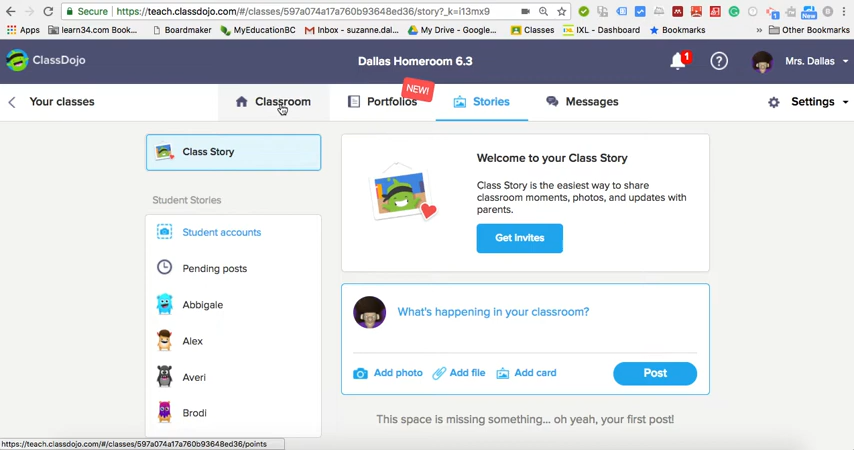 Secure https://teach.classdojo.com/#/classes/597a074a17a760b93648ed36/story?_k=i13mx9
Apps learn34.com Book... Boardmaker MyEducationBC Inbox - suzanne.dal... My Drive - Google... Classes IXL - Dashboard Bookmarks » Other Bookmarks
New
ClassDojo Dallas Homeroom 6.3 1 ? Mrs. Dallas
NEW!
Your classes Classroom Portfolios Stories Messages Settings
Class Story
Student Stories
Student accounts
Pending posts
Abbigale
Alex
Averi
Brodi
Welcome to your Class Story
Class Story is the easiest way to share
classroom moments, photos, and updates with
parents.
Get invites
What's happening in your classroom?
Add photo Add file Add card Post
This space is missing something... oh yeah, your first post!
https://teach.classdojo.com/#/classes/597a074a17a760b93648ed36/points